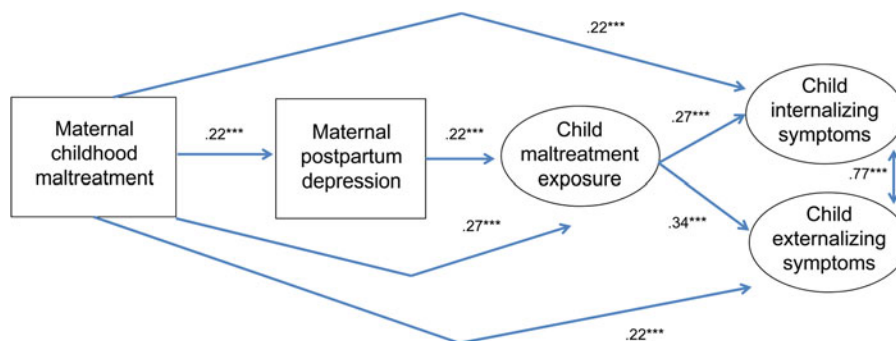 .22***
Maternal
childhood
maltreatment
.22***
Maternal
postpartum
depression
.22***
Child
maltreatment
exposure
.27***
Child
internalizing
symptoms
.77***
.27***
.34***
Child
externalizing
symptoms
.22***